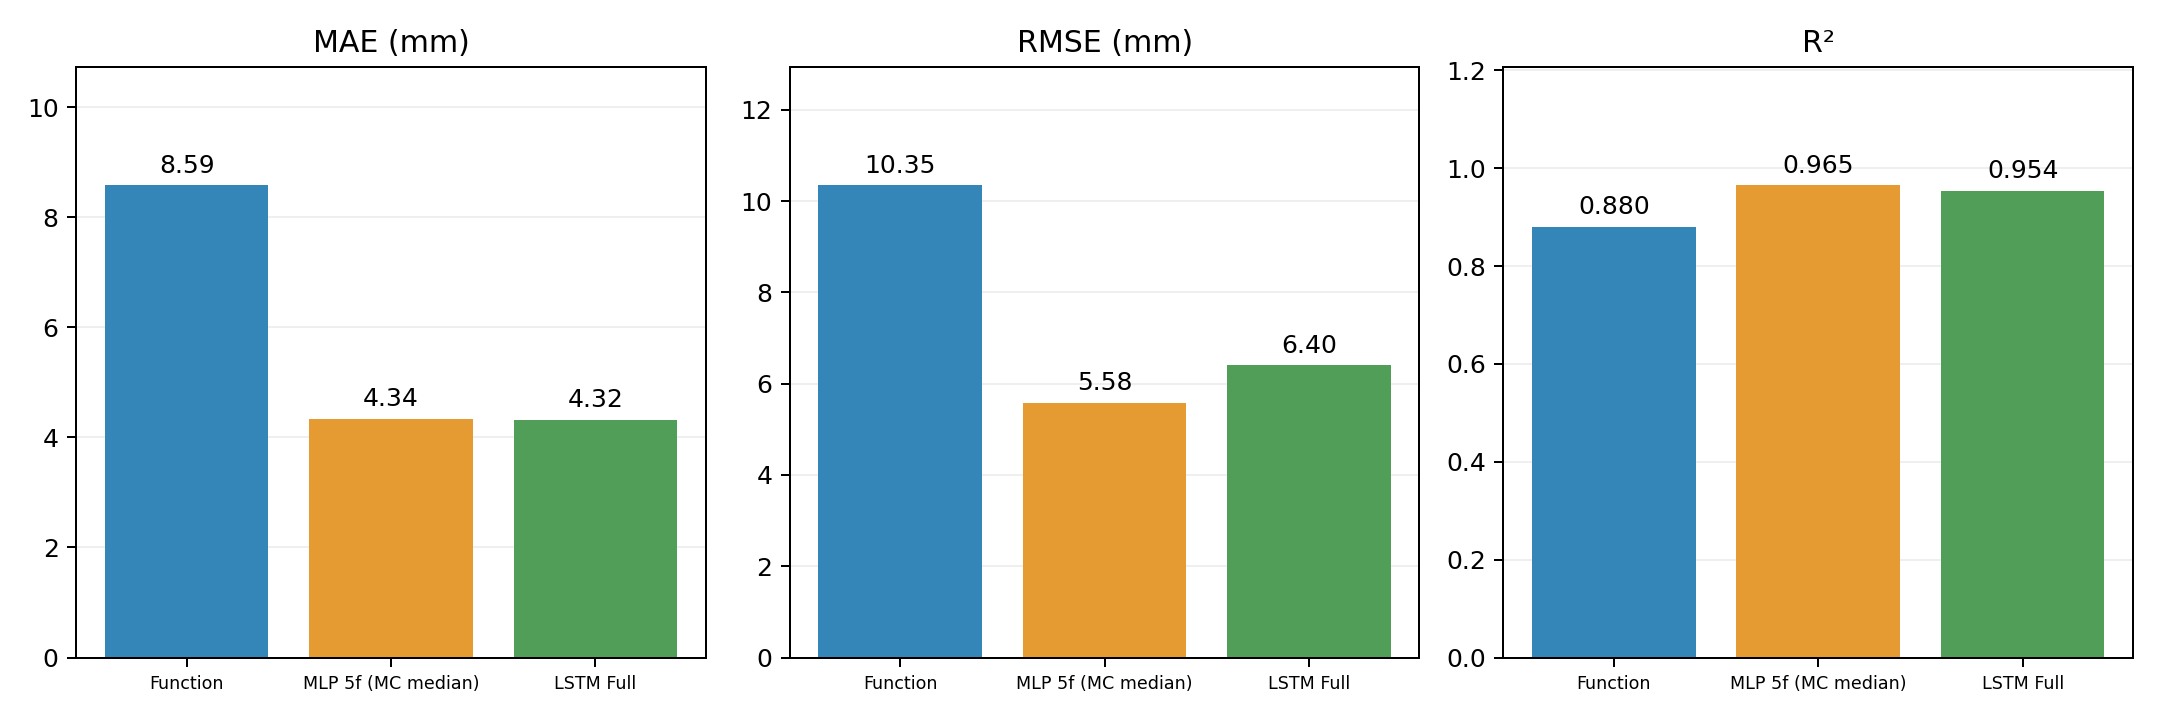 MAE (mm)
10
8
6
4
2
0
8.59
4.34
4.32
Function
MLP 5f (MC median)
LSTM Full
RMSE (mm)
12
10
8
6
4
2
0
10.35
5.58
6.40
Function
MLP 5f (MC median)
LSTM Full
R²
1.2
1.0
0.8
0.6
0.4
0.2
0.0
0.880
0.965
0.954
Function
MLP 5f (MC median)
LSTM Full